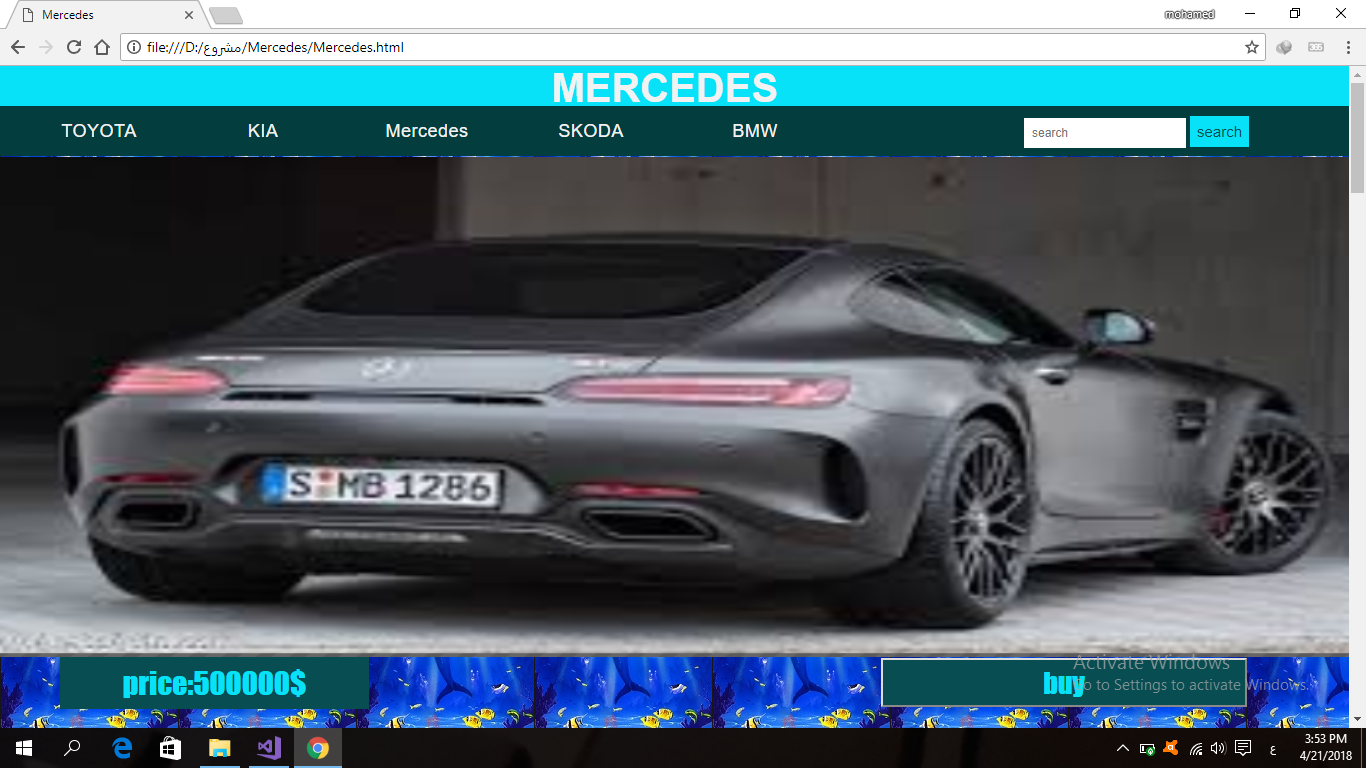 Mercedes
mohamed
file:///D:/مشروع/Mercedes/Mercedes.html
MERCEDES
TOYOTA KIA Mercedes SKODA BMW search search
S MB 1286
price:500000$
buy
Activate Windows
Go to Settings to activate Windows.
3:53 PM
ع
4/21/2018